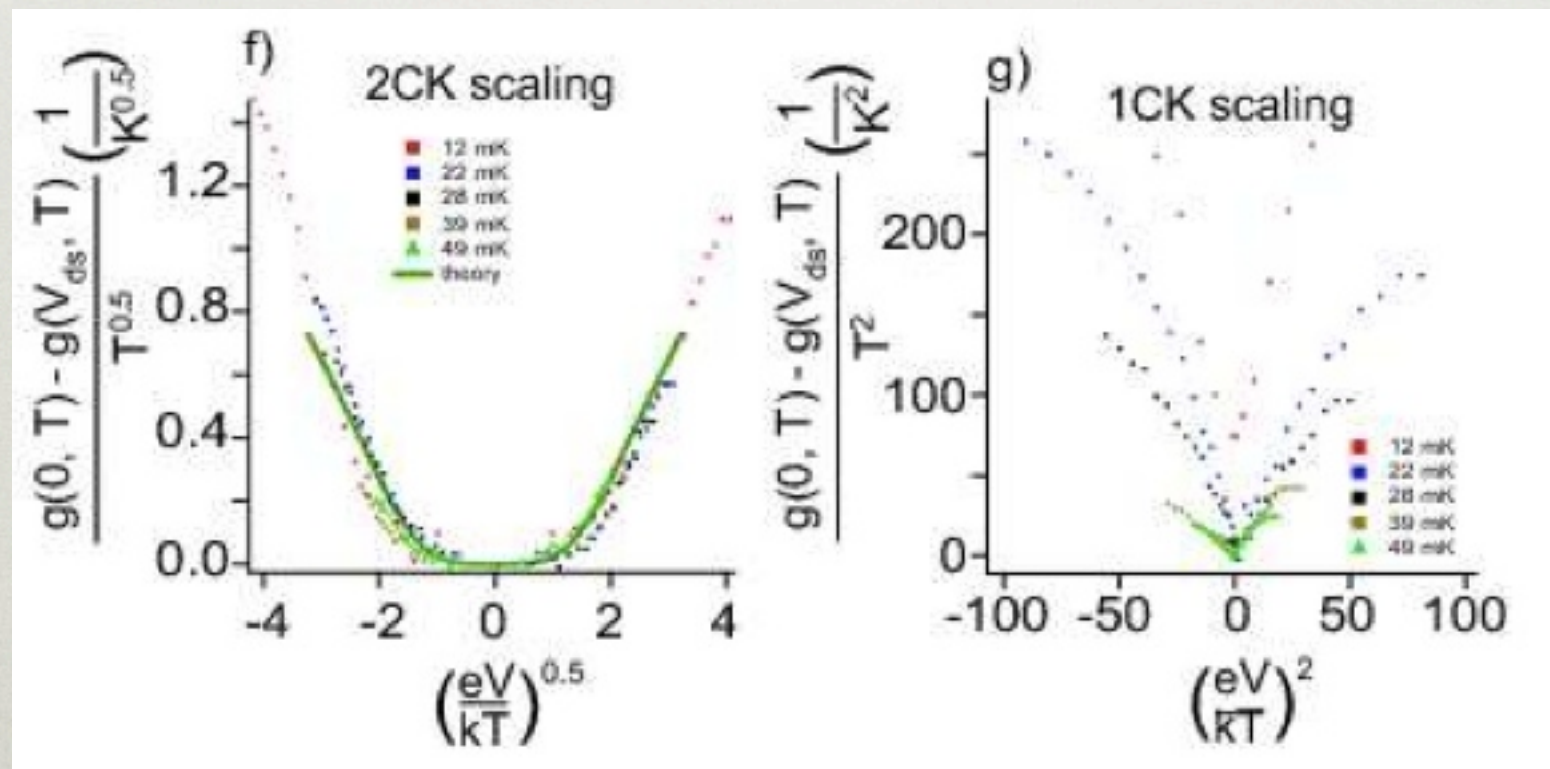 f)
2CK scaling
g(0, T) - g(Vds, T) (1/K^0.5)
T^0.5
12 mK
22 mK
28 mK
39 mK
49 mK
theory
1.2
0.8
0.4
0.0
-4 -2 0 2 4
(eV/kT)^0.5
g)
1CK scaling
g(0, T) - g(Vds, T) (1/K^2)
T^2
200
100
0
12 mK
22 mK
28 mK
39 mK
49 mK
-100 -50 0 50 100
(eV/kT)^2